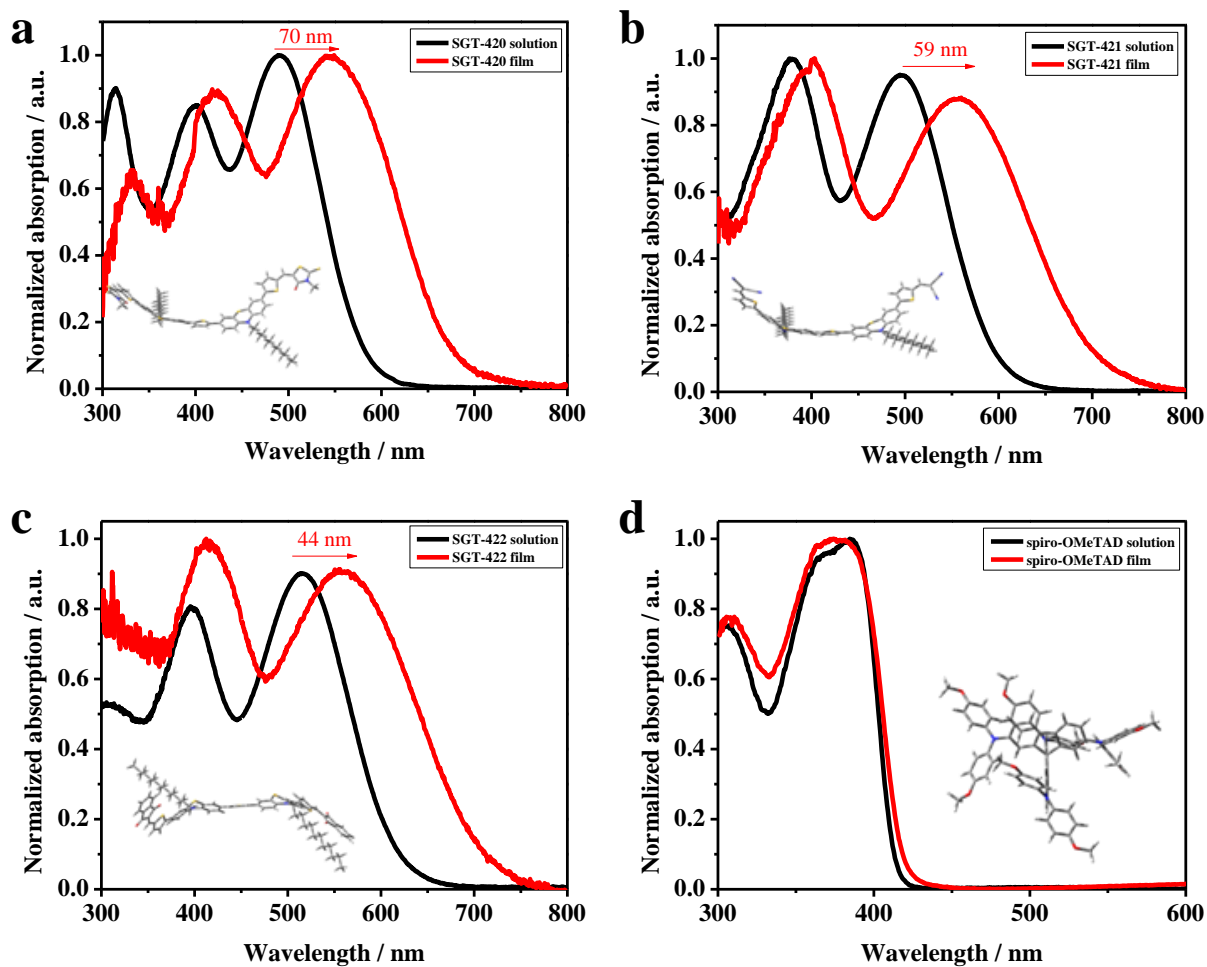 a
70 nm
SGT-420 solution
SGT-420 film
Normalized absorption / a.u.
1.0
0.8
0.6
0.4
0.2
0.0
300 400 500 600 700 800
Wavelength / nm
b
59 nm
SGT-421 solution
SGT-421 film
Normalized absorption / a.u.
1.0
0.8
0.6
0.4
0.2
0.0
300 400 500 600 700 800
Wavelength / nm
c
44 nm
SGT-422 solution
SGT-422 film
Normalized absorption / a.u.
1.0
0.8
0.6
0.4
0.2
0.0
300 400 500 600 700 800
Wavelength / nm
d
spiro-OMeTAD solution
spiro-OMeTAD film
Normalized absorption / a.u.
1.0
0.8
0.6
0.4
0.2
0.0
300 400 500 600
Wavelength / nm